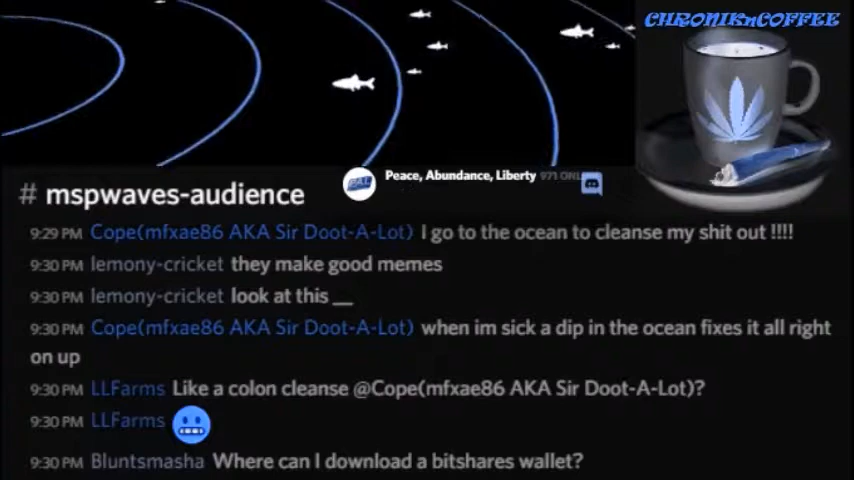 CHRONIKnCOFFEE
# mspwaves-audience
PAL
Peace, Abundance, Liberty 971 ONLI
9:29 PM Cope(mfxae86 AKA Sir Doot-A-Lot) I go to the ocean to cleanse my shit out !!!!
9:30 PM lemony-cricket they make good memes
9:30 PM lemony-cricket look at this __
9:30 PM Cope(mfxae86 AKA Sir Doot-A-Lot) when im sick a dip in the ocean fixes it all right
on up
9:30 PM LLFarms Like a colon cleanse @Cope(mfxae86 AKA Sir Doot-A-Lot)?
9:30 PM LLFarms
9:30 PM Bluntsmasha Where can I download a bitshares wallet?